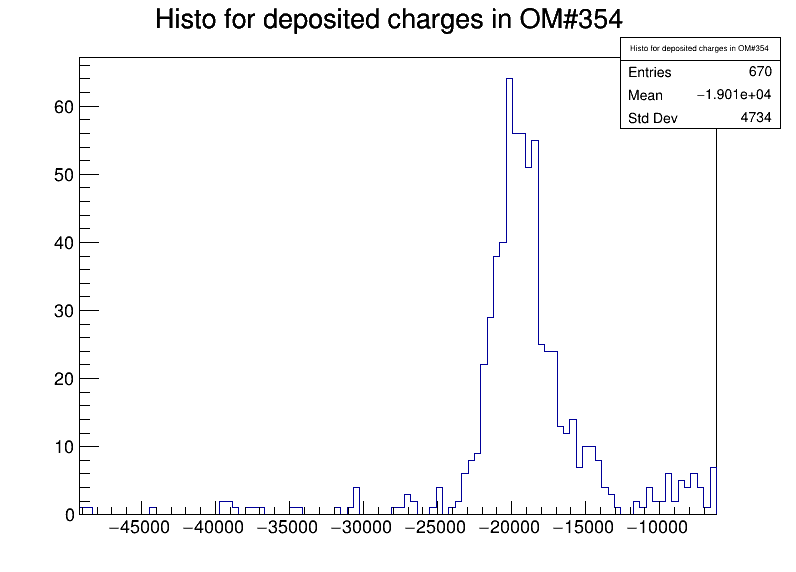 Histo for deposited charges in OM#354
Histo for deposited charges in OM#354
Entries 670
Mean −1.901e+04
Std Dev 4734
60
50
40
30
20
10
0
−45000 −40000 −35000 −30000 −25000 −20000 −15000 −10000